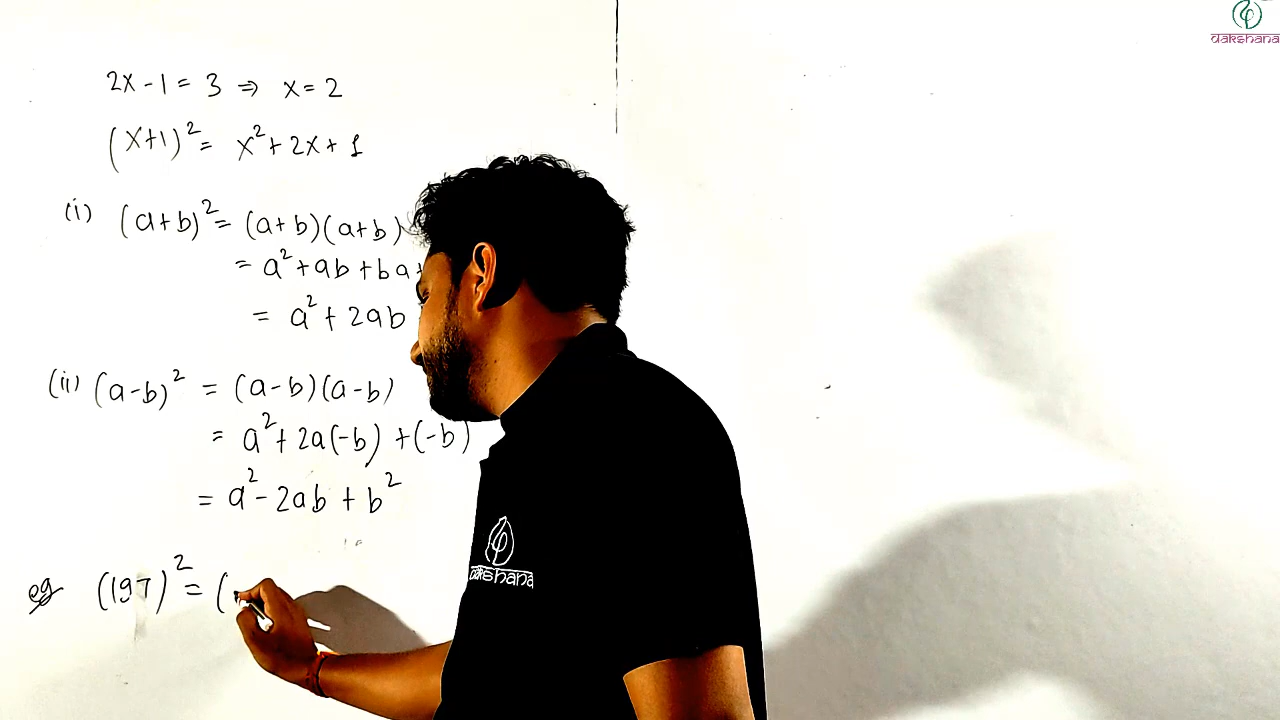 dakshana
2x - 1 = 3 ⇒ x = 2
(x+1)² = x² + 2x + 1
(i) (a+b)² = (a+b)(a+b)
= a² + ab + ba +
= a² + 2ab
(ii) (a-b)² = (a-b)(a-b)
= a² + 2a(-b) + (-b)
= a² - 2ab + b²
eg (197)² = (
dakshana